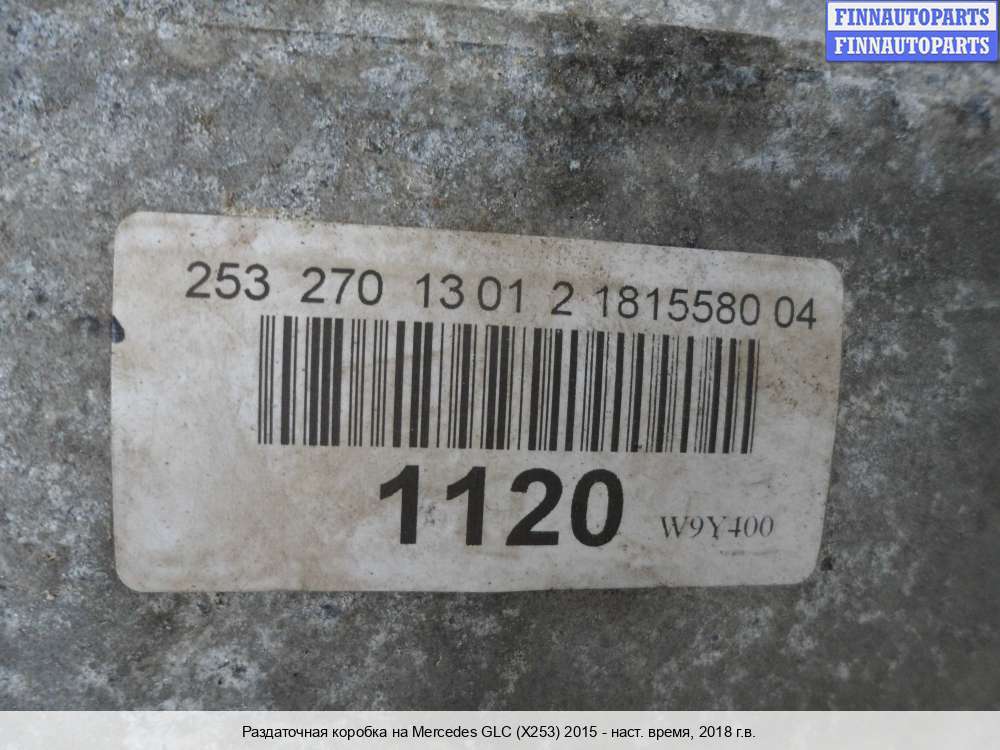 FINNAUTOPARTS
FINNAUTOPARTS
253 270 13 01 2 1815580 04
1120 W9Y400
Раздаточная коробка на Mercedes GLC (X253) 2015 - наст. время, 2018 г.в.